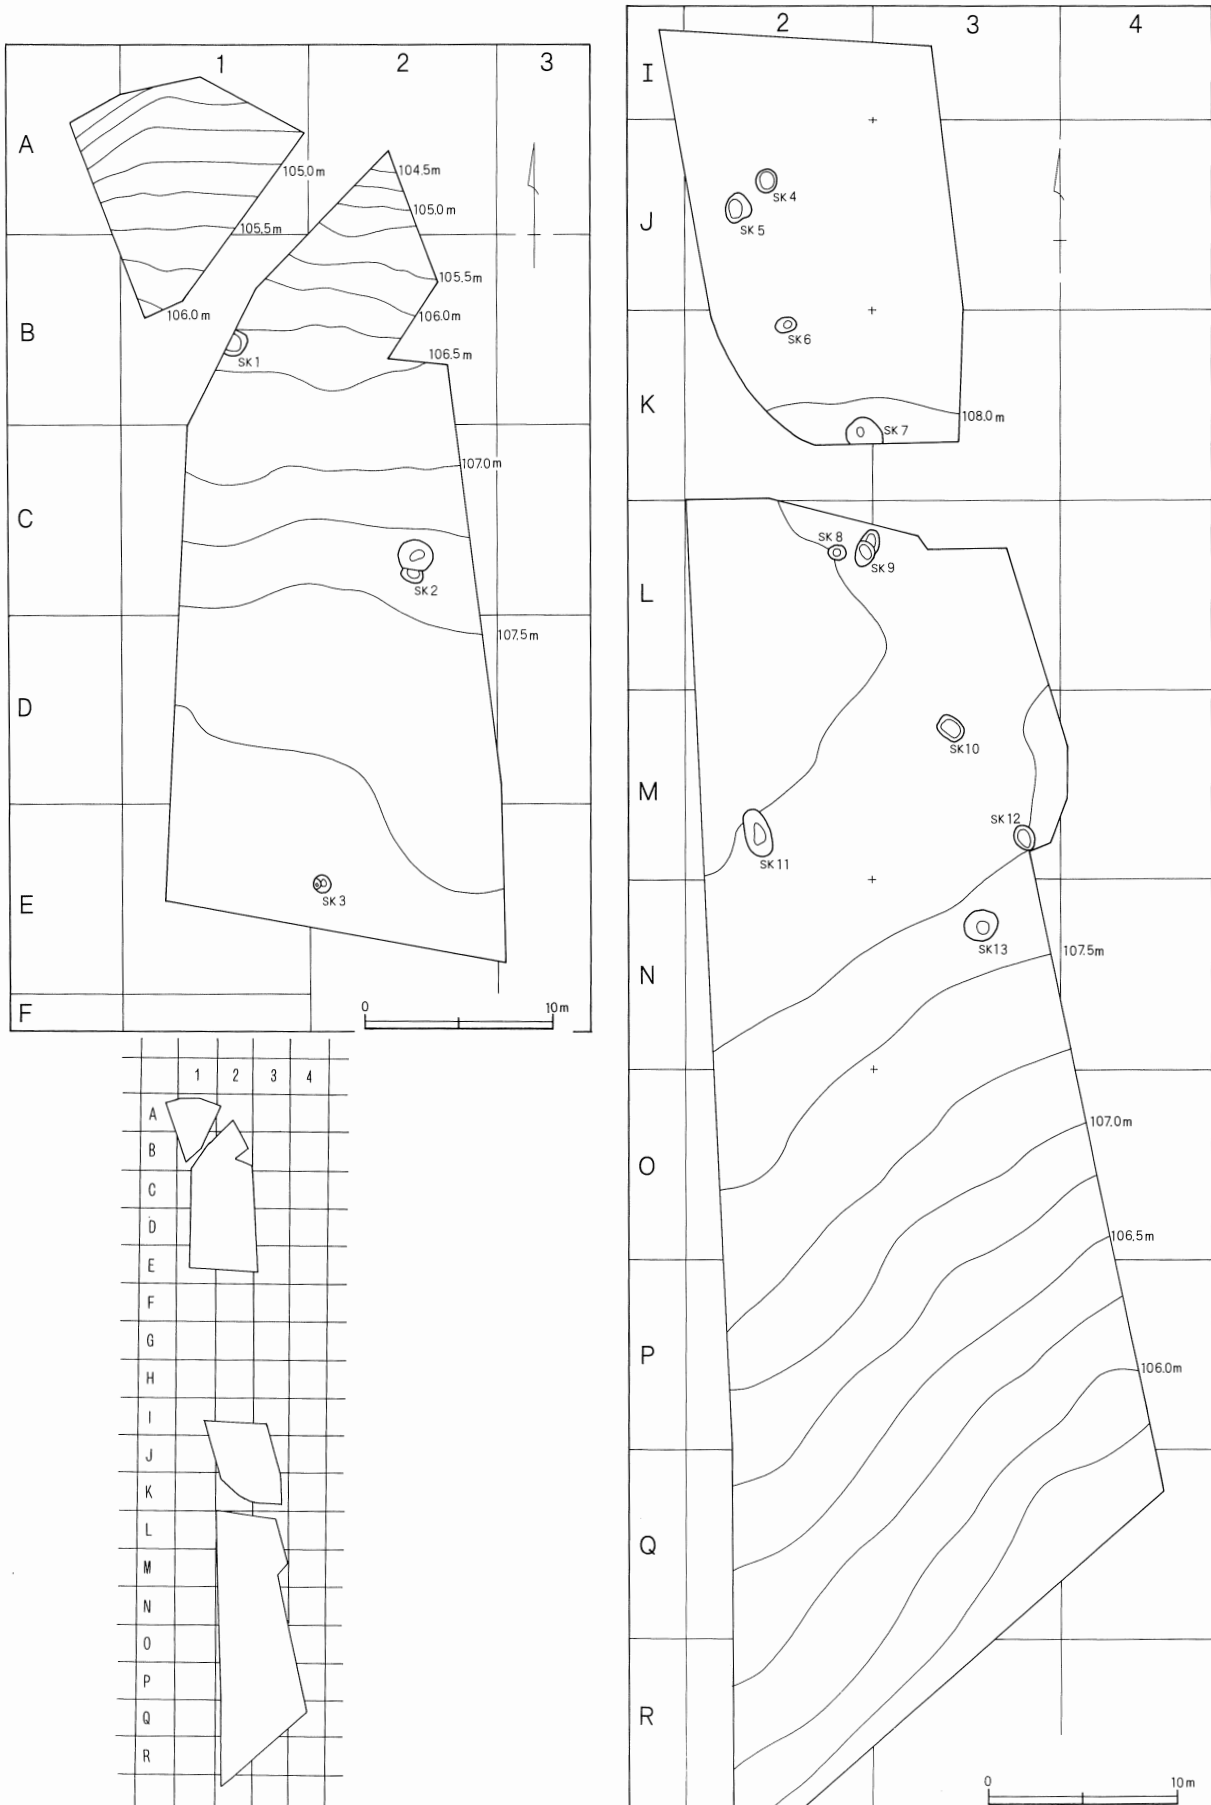 1 2 3
A
B
C
D
E
F
105.0m
105.5m
106.0m
104.5m
105.0m
105.5m
106.0m
106.5m
SK1
107.0m
SK2
107.5m
SK3
0 10m
2 3 4
I
J
K
L
M
N
O
P
Q
R
SK4
SK5
SK6
108.0m
SK7
SK8
SK9
SK10
SK11
SK12
SK13
107.5m
107.0m
106.5m
106.0m
0 10m
1 2 3 4
A
B
C
D
E
F
G
H
I
J
K
L
M
N
O
P
Q
R